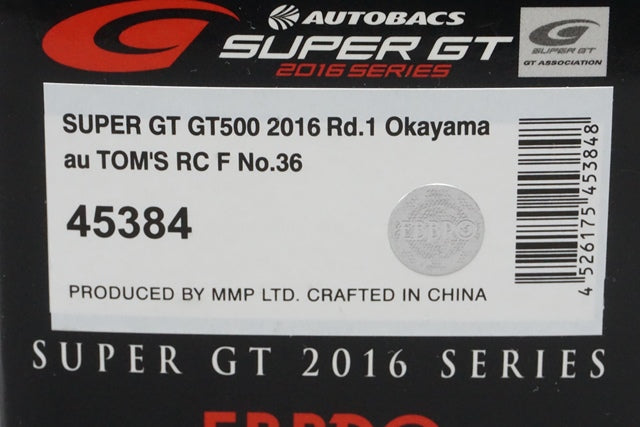 AUTOBACS
SUPER GT
2016 SERIES
SUPER GT
GT ASSOCIATION
SUPER GT GT500 2016 Rd.1 Okayama
au TOM'S RC F No.36
45384
EBBRO
4 526175 453848
PRODUCED BY MMP LTD. CRAFTED IN CHINA
SUPER GT 2016 SERIES
EBBRO